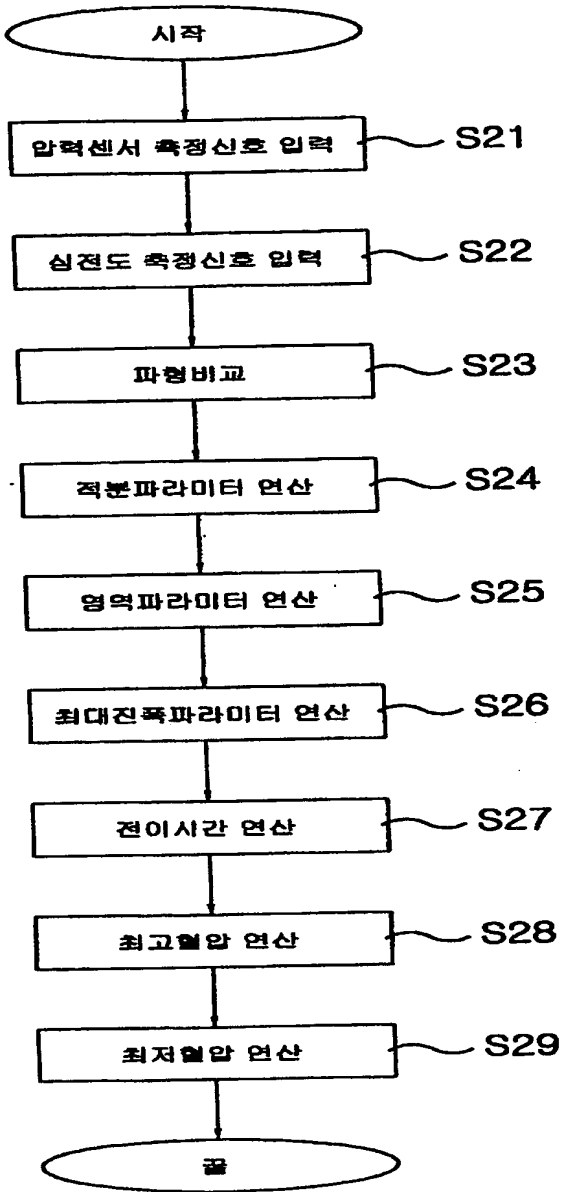 시작
압력센서 측정신호 입력 S21
심전도 측정신호 입력 S22
파형비교 S23
적분파라미터 연산 S24
영역파라미터 연산 S25
최대진폭파라미터 연산 S26
전이시간 연산 S27
최고혈압 연산 S28
최저혈압 연산 S29
끝